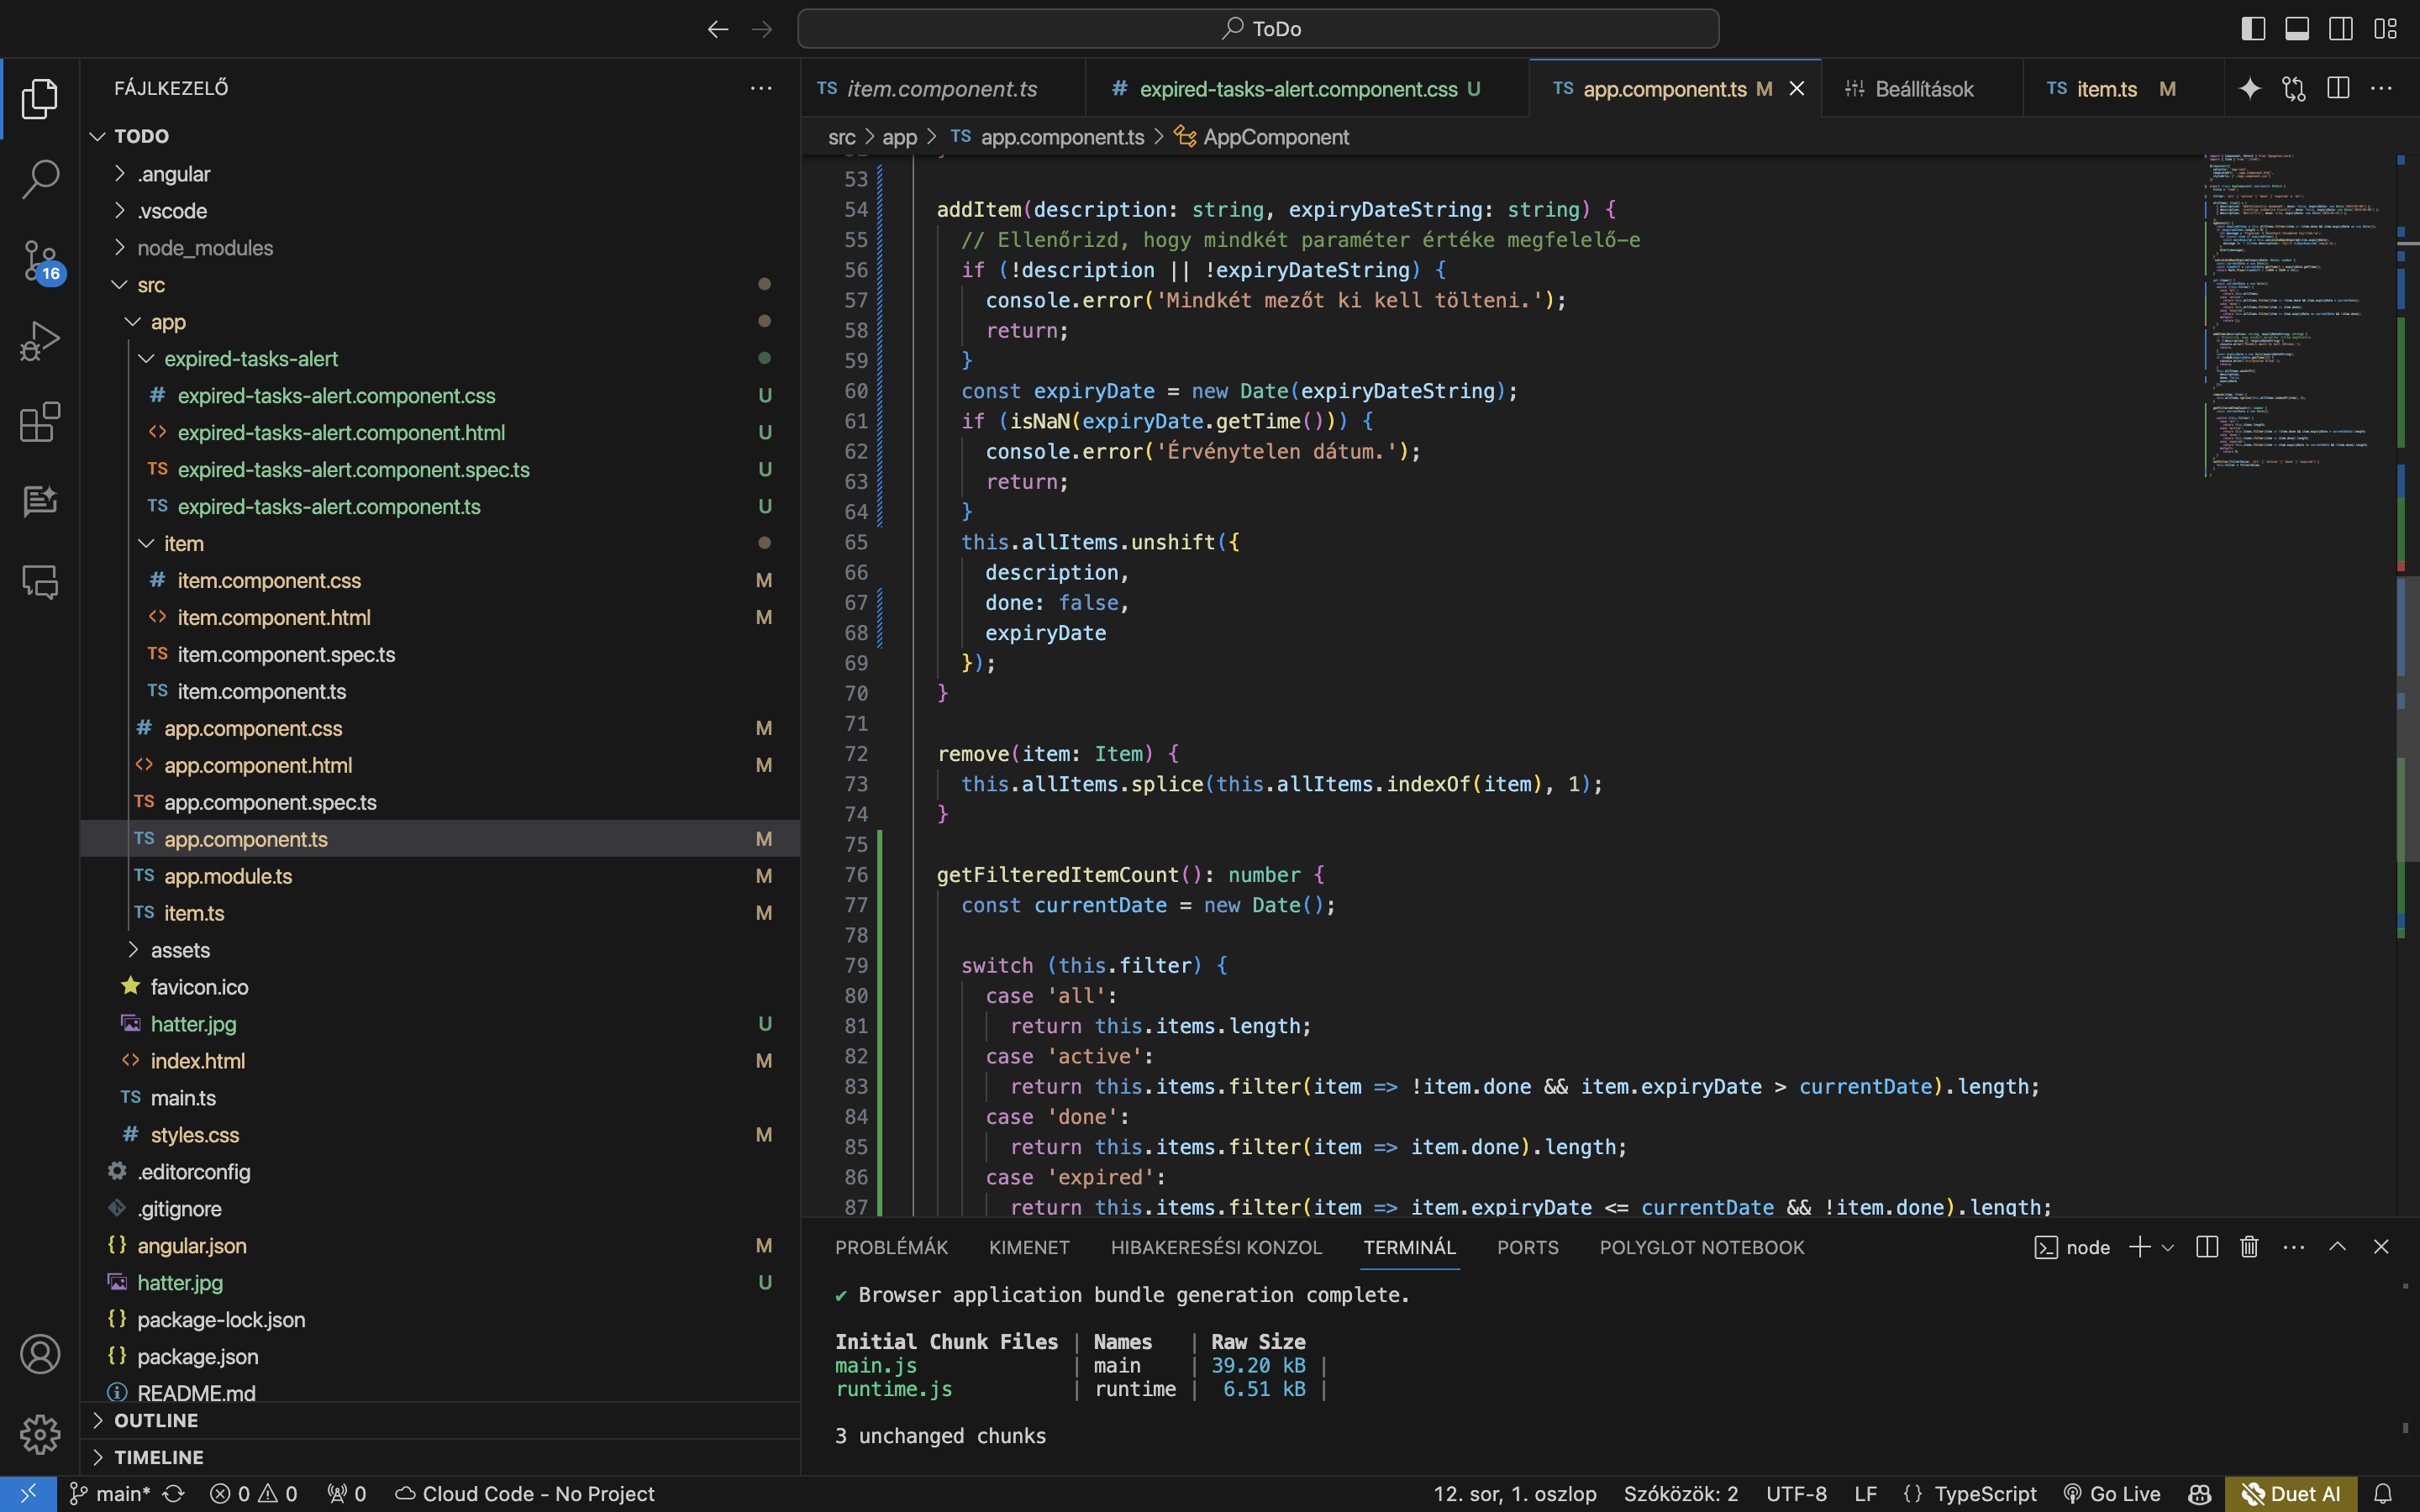 ToDo
FÁJLKEZELŐ
TODO
.angular
.vscode
node_modules
src
app
expired-tasks-alert
# expired-tasks-alert.component.css U
<> expired-tasks-alert.component.html U
TS expired-tasks-alert.component.spec.ts U
TS expired-tasks-alert.component.ts U
item
# item.component.css M
<> item.component.html M
TS item.component.spec.ts
TS item.component.ts
# app.component.css M
<> app.component.html M
TS app.component.spec.ts
TS app.component.ts M
TS app.module.ts M
TS item.ts M
assets
favicon.ico
hatter.jpg U
<> index.html M
TS main.ts
# styles.css M
.editorconfig
.gitignore
{} angular.json M
hatter.jpg U
{} package-lock.json
{} package.json
README.md
OUTLINE
TIMELINE
16
TS item.component.ts
# expired-tasks-alert.component.css U
TS app.component.ts M
Beállítások
TS item.ts M
src > app > TS app.component.ts > AppComponent
53
54 addItem(description: string, expiryDateString: string) {
55 // Ellenőrizd, hogy mindkét paraméter értéke megfelelő-e
56 if (!description || !expiryDateString) {
57 console.error('Mindkét mezőt ki kell tölteni.');
58 return;
59 }
60 const expiryDate = new Date(expiryDateString);
61 if (isNaN(expiryDate.getTime())) {
62 console.error('Érvénytelen dátum.');
63 return;
64 }
65 this.allItems.unshift({
66 description,
67 done: false,
68 expiryDate
69 });
70 }
71
72 remove(item: Item) {
73 this.allItems.splice(this.allItems.indexOf(item), 1);
74 }
75
76 getFilteredItemCount(): number {
77 const currentDate = new Date();
78
79 switch (this.filter) {
80 case 'all':
81 return this.items.length;
82 case 'active':
83 return this.items.filter(item => !item.done && item.expiryDate > currentDate).length;
84 case 'done':
85 return this.items.filter(item => item.done).length;
86 case 'expired':
87 return this.items.filter(item => item.expiryDate <= currentDate && !item.done).length;
PROBLÉMÁK KIMENET HIBAKERESÉSI KONZOL TERMINÁL PORTS POLYGLOT NOTEBOOK
node
✔ Browser application bundle generation complete.
Initial Chunk Files | Names | Raw Size
main.js | main | 39.20 kB |
runtime.js | runtime | 6.51 kB |
3 unchanged chunks
main* 0 0 0 Cloud Code - No Project
12. sor, 1. oszlop Szóközök: 2 UTF-8 LF {} TypeScript Go Live Duet AI